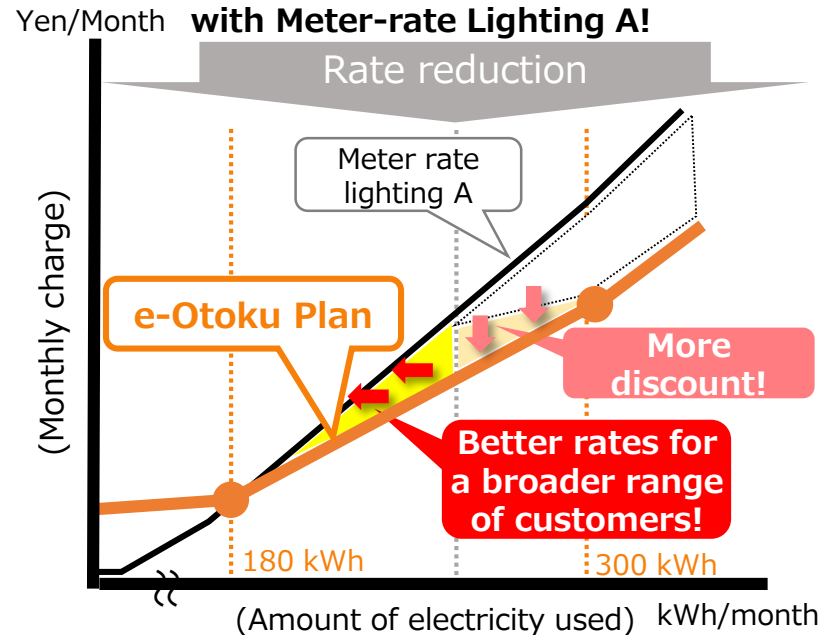 Yen/Month with Meter-rate Lighting A!
Rate reduction
Meter rate
lighting A
(Monthly charge)
e-Otoku Plan
More
discount!
Better rates for
a broader range
of customers!
180 kWh
300 kWh
(Amount of electricity used) kWh/month